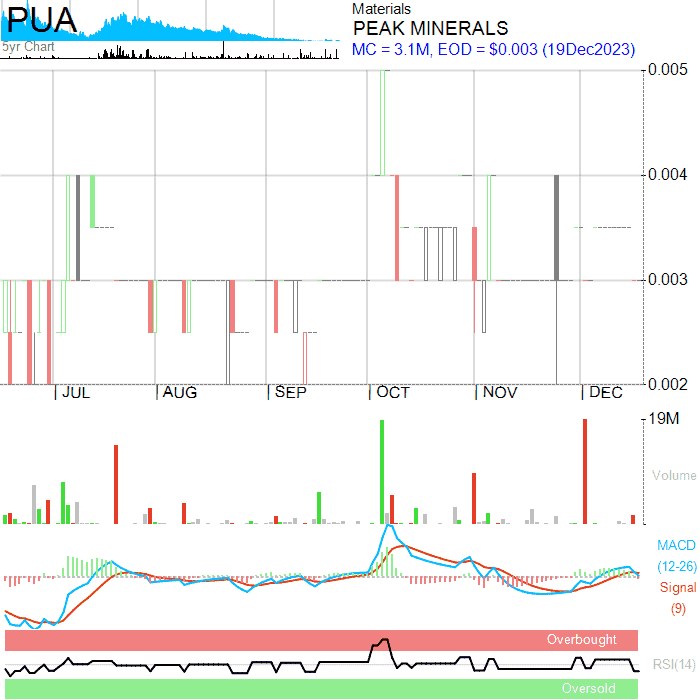 PUA
5yr Chart
Materials
PEAK MINERALS
MC = 3.1M, EOD = $0.003 (19Dec2023)
0.005
0.004
0.003
0.002
JUL AUG SEP OCT NOV DEC
19M
Volume
MACD
(12-26)
Signal
(9)
Overbought
RSI(14)
Oversold